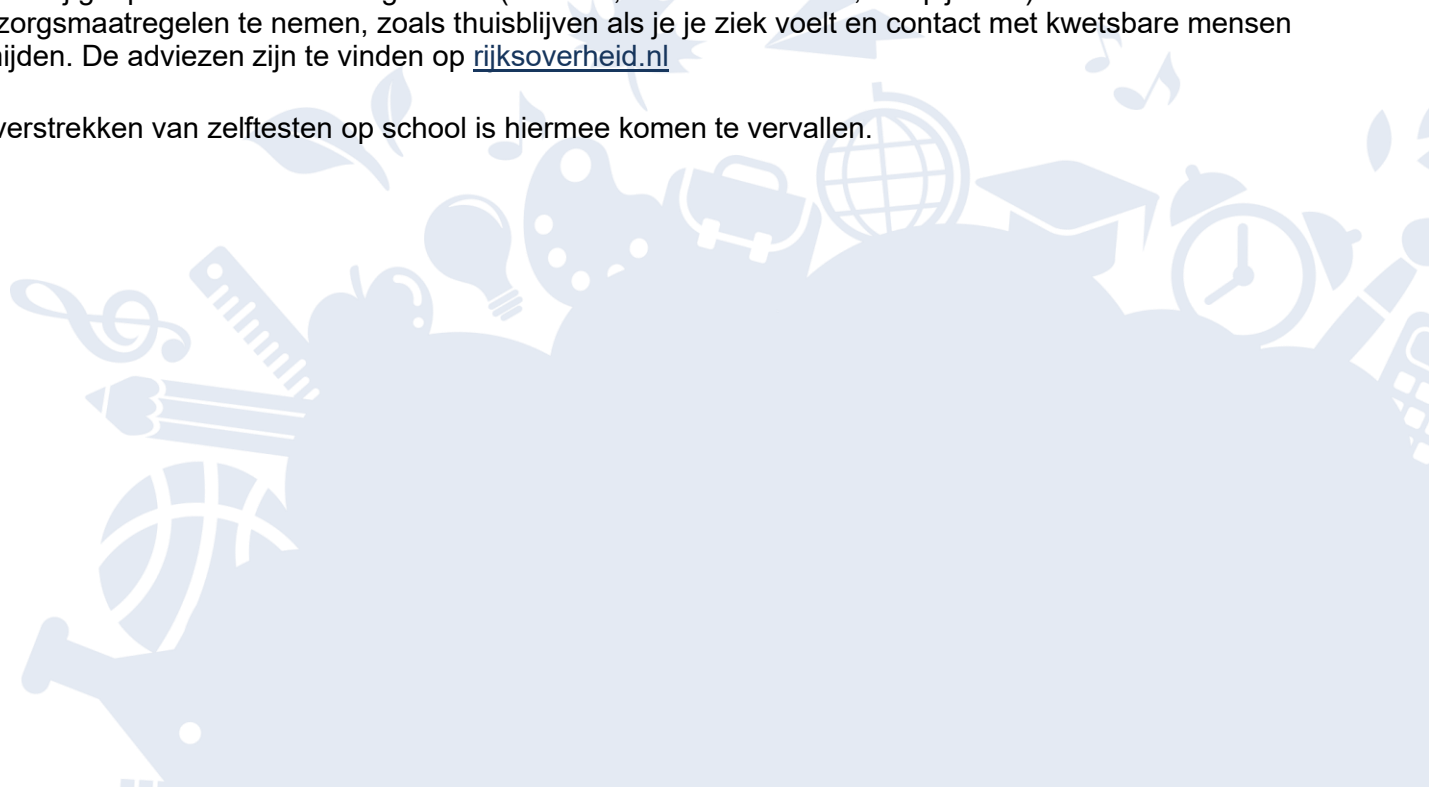 zorgsmaatregelen te nemen, zoals thuisblijven als je je ziek voelt en contact met kwetsbare mensen
ijden. De adviezen zijn te vinden op rijksoverheid.nl
verstrekken van zelftesten op school is hiermee komen te vervallen.